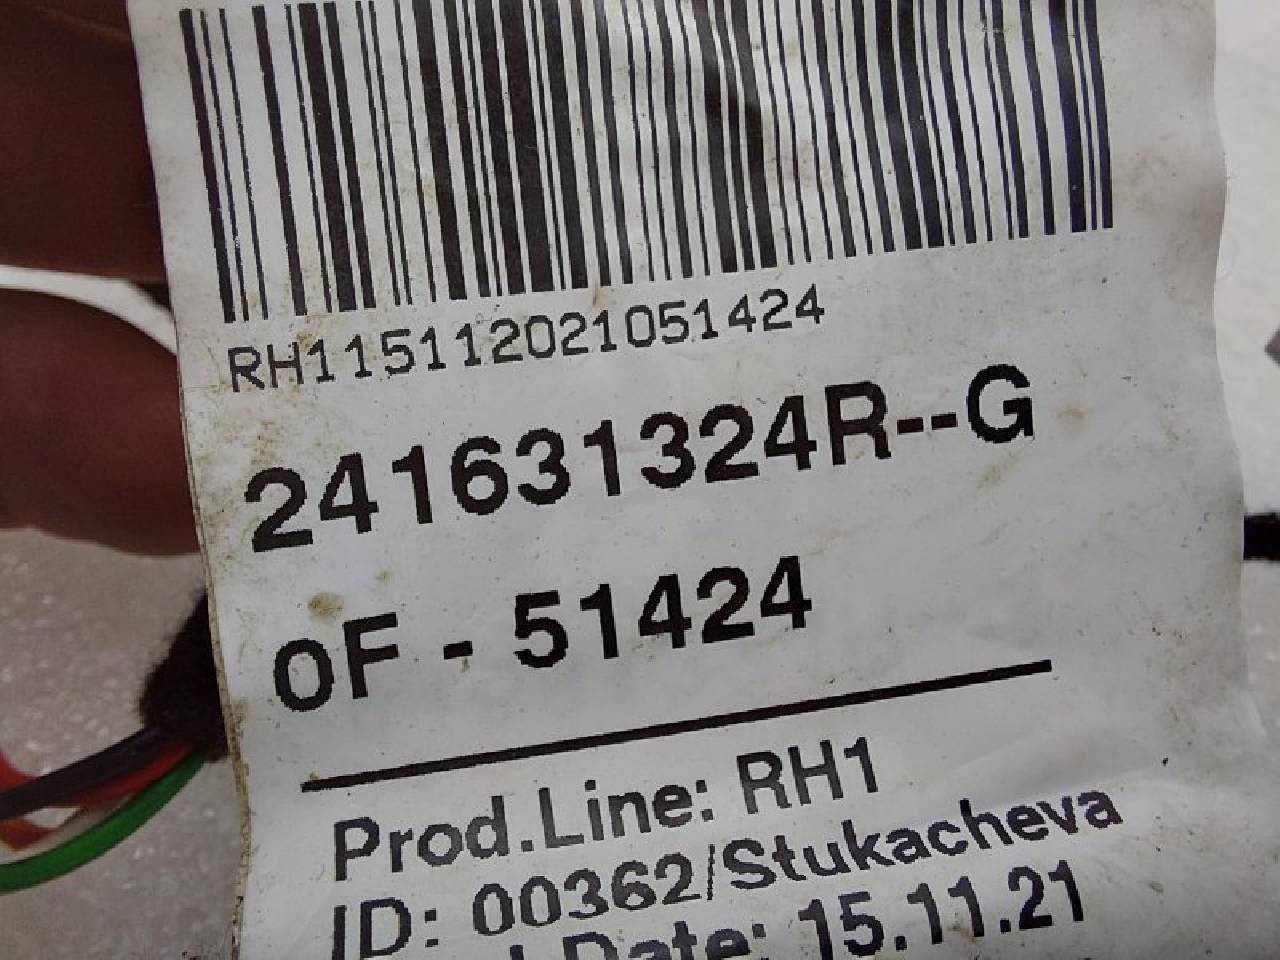 RH115112021051424
241631324R--G
0F - 51424
Prod.Line: RH1
ID: 00362/Stukacheva
Date: 15.11.21